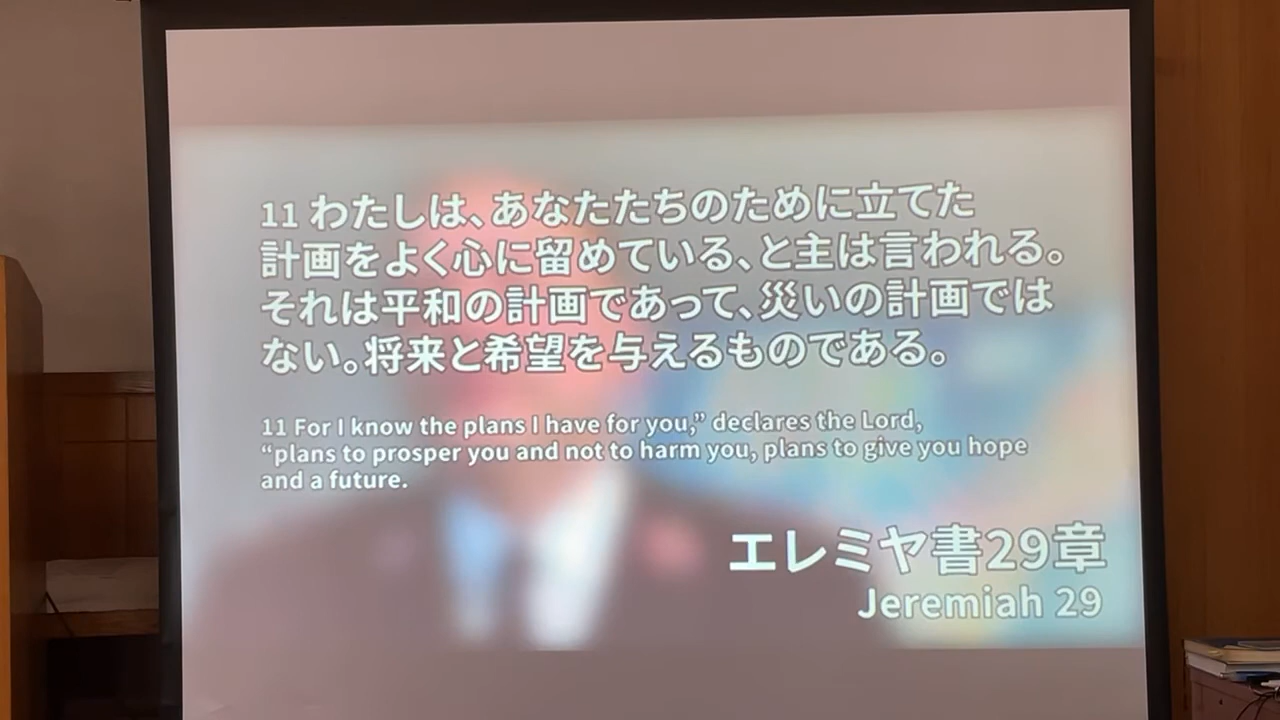 11 わたしは、あなたたちのために立てた
計画をよく心に留めている、と主は言われる。
それは平和の計画であって、災いの計画では
ない。将来と希望を与えるものである。
11 For I know the plans I have for you,” declares the Lord,
“plans to prosper you and not to harm you, plans to give you hope
and a future.
エレミヤ書29章
Jeremiah 29